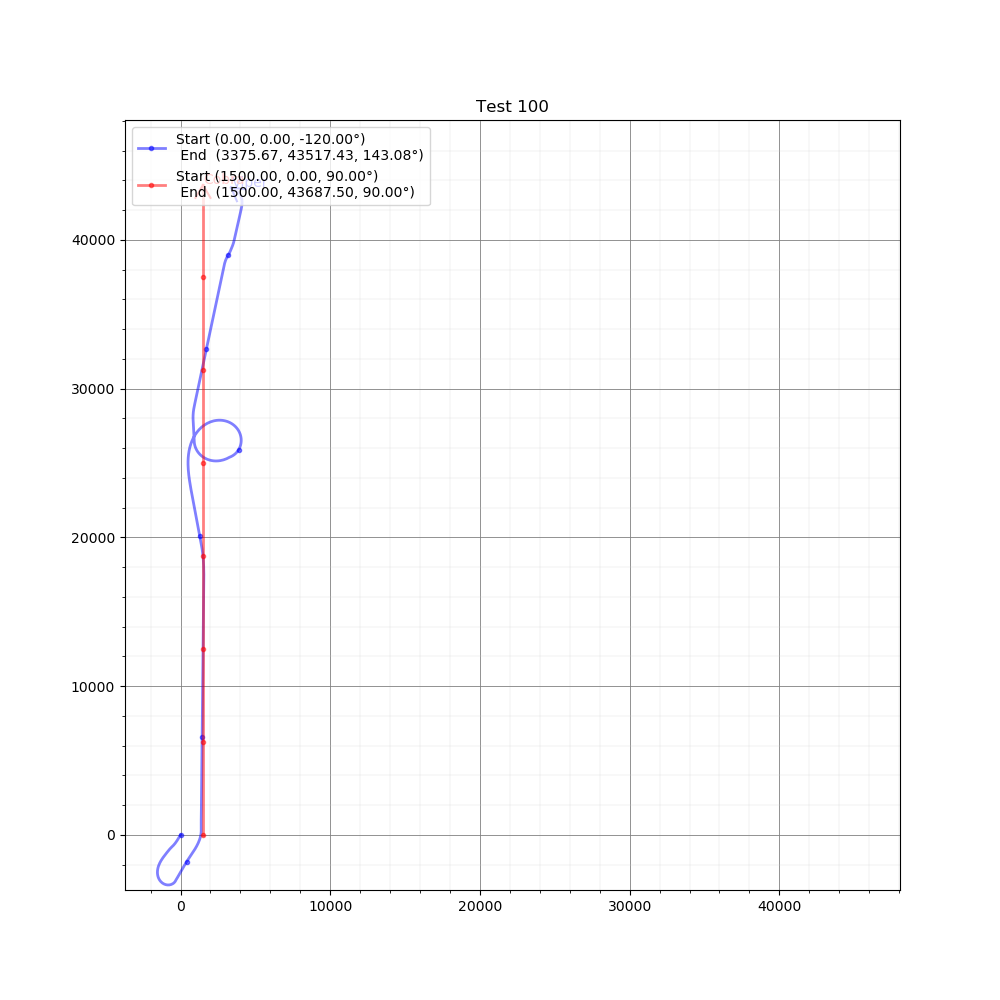 Test 100
Start (0.00, 0.00, -120.00°)
End (3375.67, 43517.43, 143.08°)
Start (1500.00, 0.00, 90.00°)
End (1500.00, 43687.50, 90.00°)
40000
30000
20000
10000
0
0 10000 20000 30000 40000